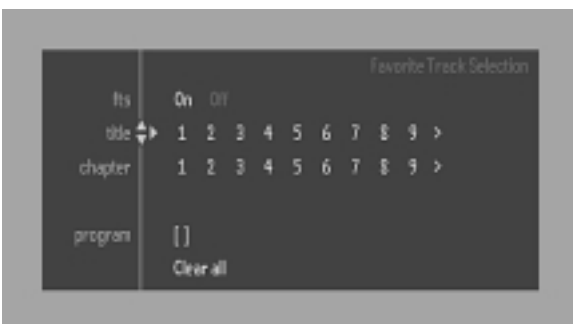 Favorite Track Selection
fts On Off
title 1 2 3 4 5 6 7 8 9 >
chapter 1 2 3 4 5 6 7 8 9 >
program [ ]
Clear all